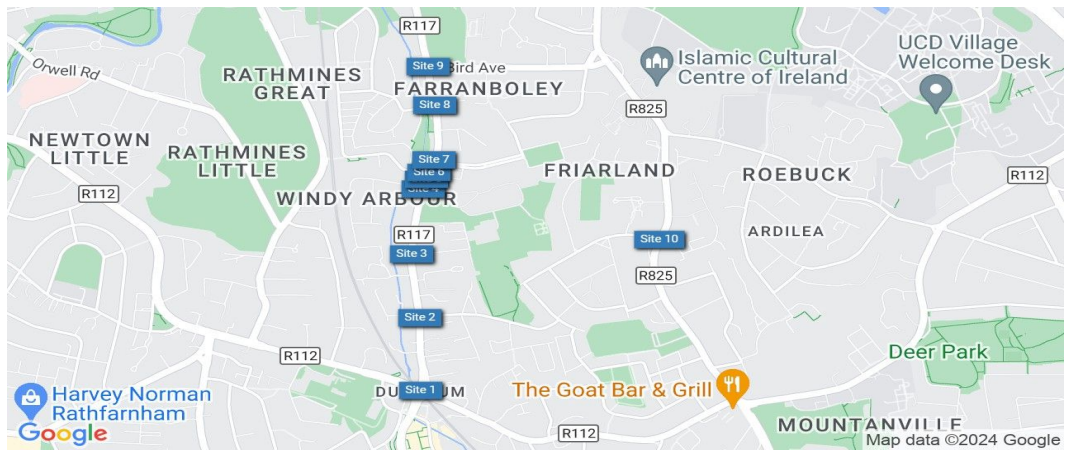 R117
Site 9
Bird Ave
Orwell Rd
RATHMINES
GREAT
FARRANBOLEY
Islamic Cultural
Centre of Ireland
UCD Village
Welcome Desk
Site 8
R825
NEWTOWN
LITTLE
RATHMINES
LITTLE
Site 7
Site 6
Site 4
R112
WINDY ARBOUR
FRIARLAND
ROEBUCK
R112
R117
Site 3
Site 10
ARDILEA
R825
Site 2
R112
Deer Park
Site 1
The Goat Bar & Grill
Harvey Norman
Rathfarnham
Google
R112
MOUNTANVILLE
Map data ©2024 Google